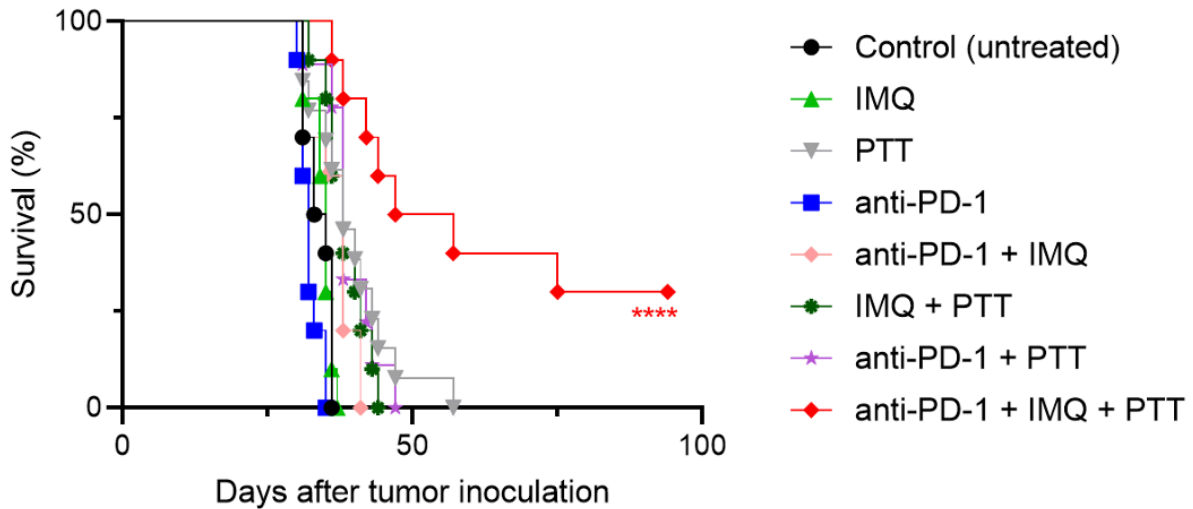 Survival (%)
100
50
0
0
50
100
Days after tumor inoculation
****
Control (untreated)
IMQ
PTT
anti-PD-1
anti-PD-1 + IMQ
IMQ + PTT
anti-PD-1 + PTT
anti-PD-1 + IMQ + PTT